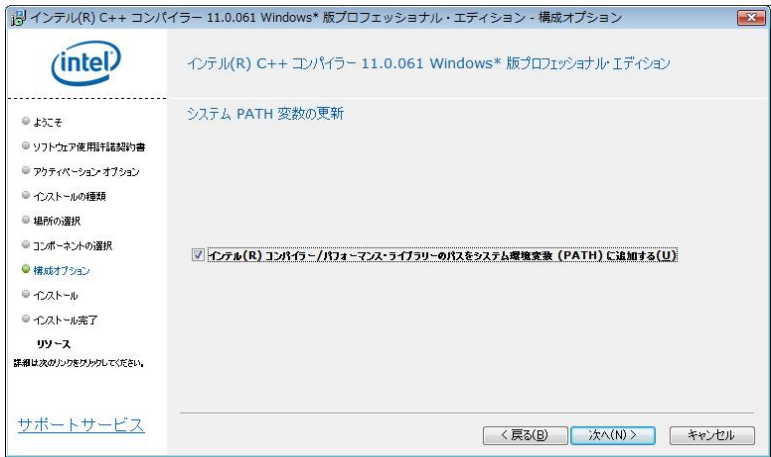 インテル(R) C++ コンパイラー 11.0.061 Windows* 版プロフェッショナル・エディション - 構成オプション
intel
インテル(R) C++ コンパイラー 11.0.061 Windows* 版プロフェッショナル・エディション
ようこそ
ソフトウェア使用許諾契約書
アクティベーション・オプション
インストールの種類
場所の選択
コンポーネントの選択
構成オプション
インストール
インストール完了
リソース
詳細は次のリンクをクリックしてください。
サポートサービス
システム PATH 変数の更新
インテル(R) コンパイラー/パフォーマンス・ライブラリーのパスをシステム環境変数 (PATH) に追加する(U)
< 戻る(B)
次へ(N) >
キャンセル